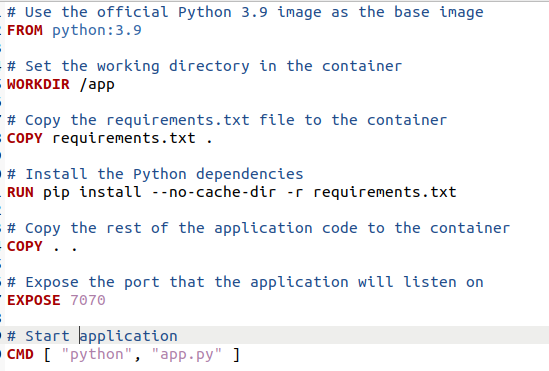 # Use the official Python 3.9 image as the base image
FROM python:3.9
# Set the working directory in the container
WORKDIR /app
# Copy the requirements.txt file to the container
COPY requirements.txt .
# Install the Python dependencies
RUN pip install --no-cache-dir -r requirements.txt
# Copy the rest of the application code to the container
COPY . .
# Expose the port that the application will listen on
EXPOSE 7070
# Start application
CMD [ "python", "app.py" ]